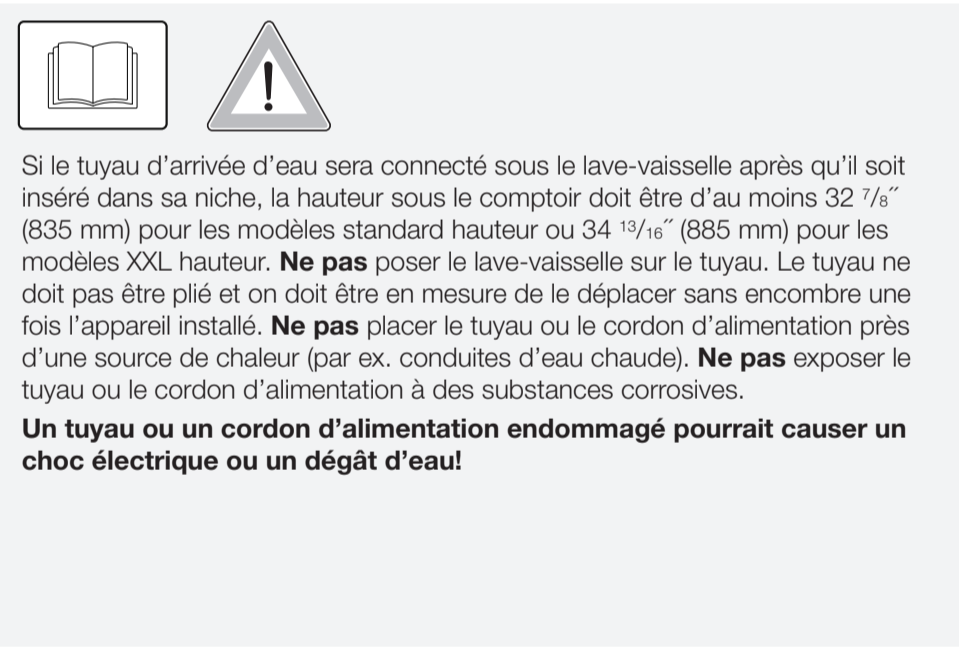 Si le tuyau d’arrivée d’eau sera connecté sous le lave-vaisselle après qu’il soit
inséré dans sa niche, la hauteur sous le comptoir doit être d’au moins 32 7/8˝
(835 mm) pour les modèles standard hauteur ou 34 13/16˝ (885 mm) pour les
modèles XXL hauteur. Ne pas poser le lave-vaisselle sur le tuyau. Le tuyau ne
doit pas être plié et on doit être en mesure de le déplacer sans encombre une
fois l’appareil installé. Ne pas placer le tuyau ou le cordon d’alimentation près
d’une source de chaleur (par ex. conduites d’eau chaude). Ne pas exposer le
tuyau ou le cordon d’alimentation à des substances corrosives.
Un tuyau ou un cordon d’alimentation endommagé pourrait causer un
choc électrique ou un dégât d’eau!